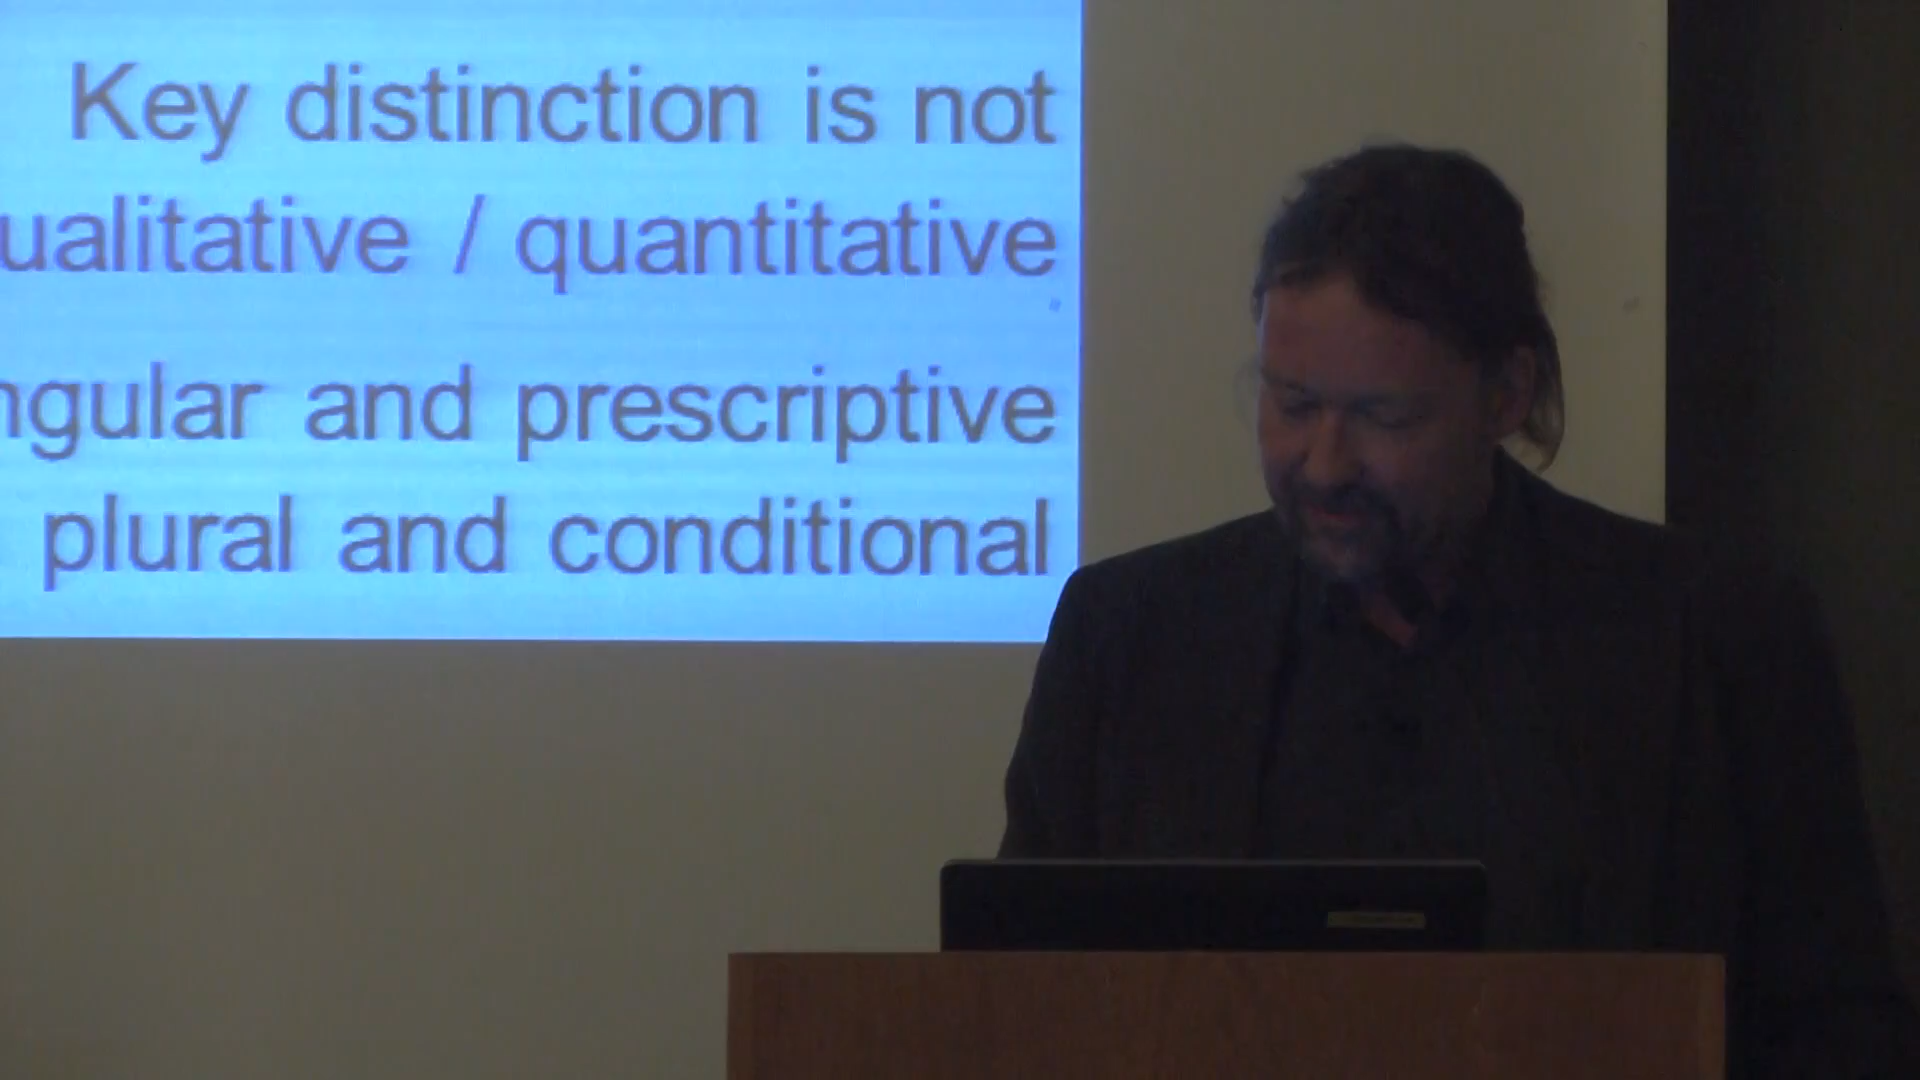 Key distinction is not
ualitative / quantitative
ngular and prescriptive
plural and conditional